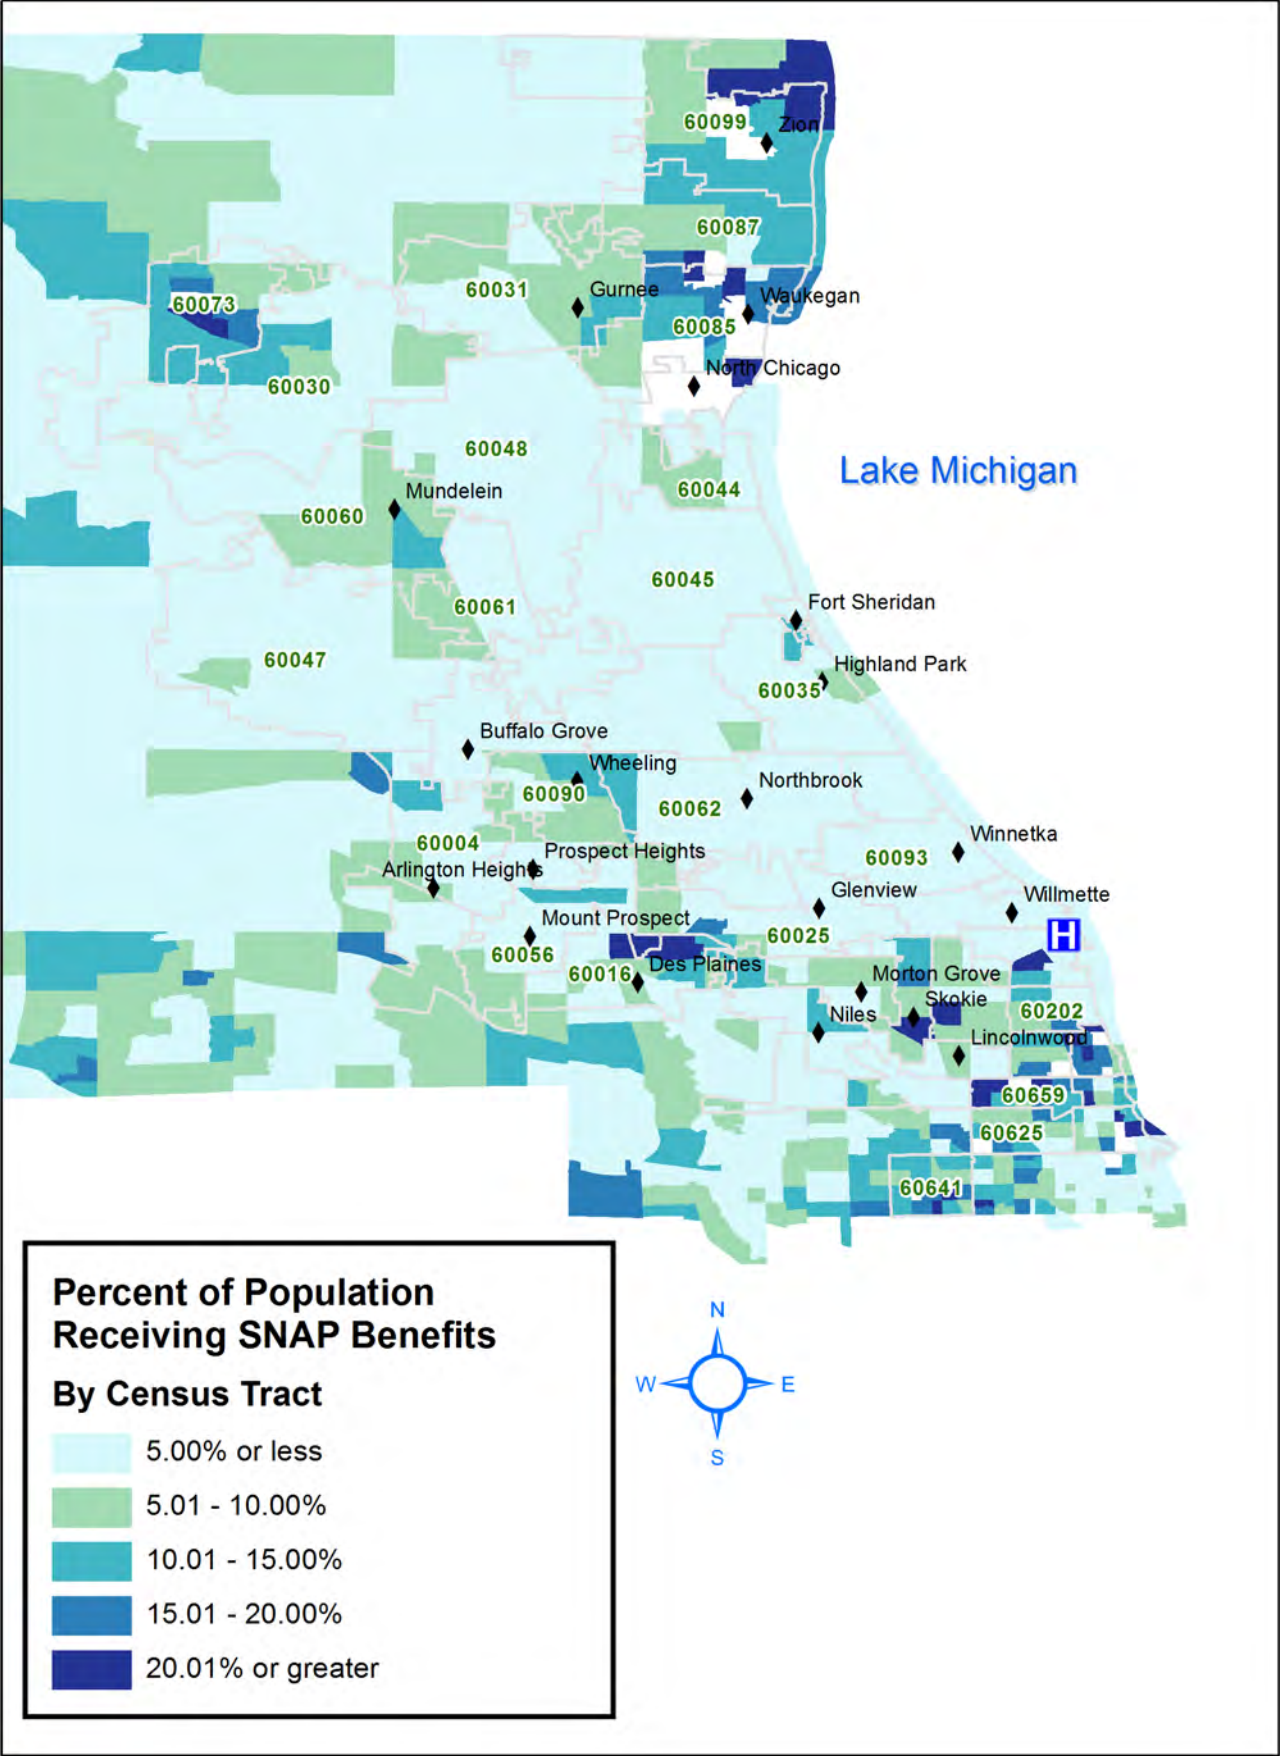 60099
Zion
60087
60031
Gurnee
60073
Waukegan
60085
North Chicago
60030
60048
Lake Michigan
60044
Mundelein
60060
60045
Fort Sheridan
60061
60047
Highland Park
60035
Buffalo Grove
Wheeling
60090
Northbrook
60062
Winnetka
60004
60093
Prospect Heights
Arlington Heights
Glenview
Willmette
Mount Prospect
60025
H
60056
60016
Des Plaines
Morton Grove
Skokie
60202
Niles
Lincolnwood
60659
60625
60641
Percent of Population
Receiving SNAP Benefits
By Census Tract
5.00% or less
5.01 - 10.00%
10.01 - 15.00%
15.01 - 20.00%
20.01% or greater
N
W
E
S